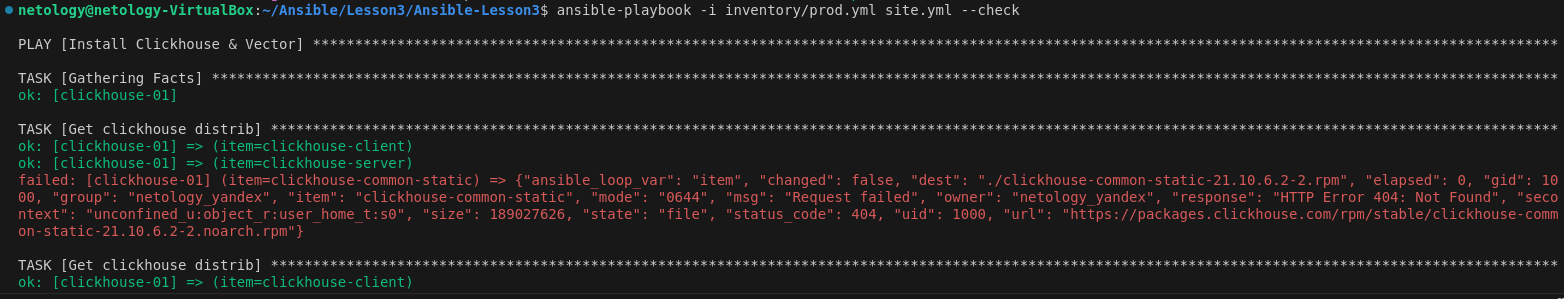 netology@netology-VirtualBox:~/Ansible/Lesson3/Ansible-Lesson3$ ansible-playbook -i inventory/prod.yml site.yml --check
PLAY [Install Clickhouse & Vector] ****************************************************************************************************************************************************
TASK [Gathering Facts] ****************************************************************************************************************************************************************
ok: [clickhouse-01]
TASK [Get clickhouse distrib] *********************************************************************************************************************************************************
ok: [clickhouse-01] => (item=clickhouse-client)
ok: [clickhouse-01] => (item=clickhouse-server)
failed: [clickhouse-01] (item=clickhouse-common-static) => {"ansible_loop_var": "item", "changed": false, "dest": "./clickhouse-common-static-21.10.6.2-2.rpm", "elapsed": 0, "gid": 10
00, "group": "netology_yandex", "item": "clickhouse-common-static", "mode": "0644", "msg": "Request failed", "owner": "netology_yandex", "response": "HTTP Error 404: Not Found", "seco
ntext": "unconfined_u:object_r:user_home_t:s0", "size": 189027626, "state": "file", "status_code": 404, "uid": 1000, "url": "https://packages.clickhouse.com/rpm/stable/clickhouse-comm
on-static-21.10.6.2-2.noarch.rpm"}
TASK [Get clickhouse distrib] *********************************************************************************************************************************************************
ok: [clickhouse-01] => (item=clickhouse-client)